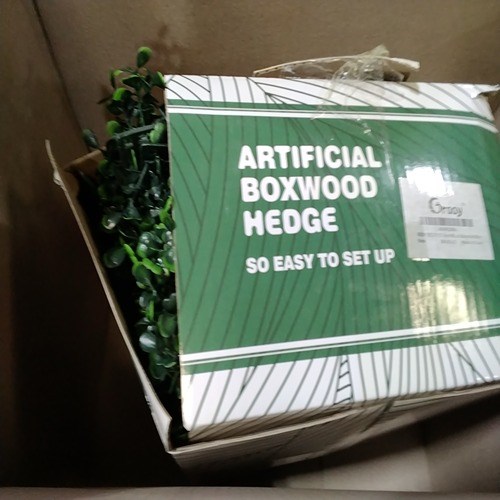 ARTIFICIAL
BOXWOOD
HEDGE
SO EASY TO SET UP